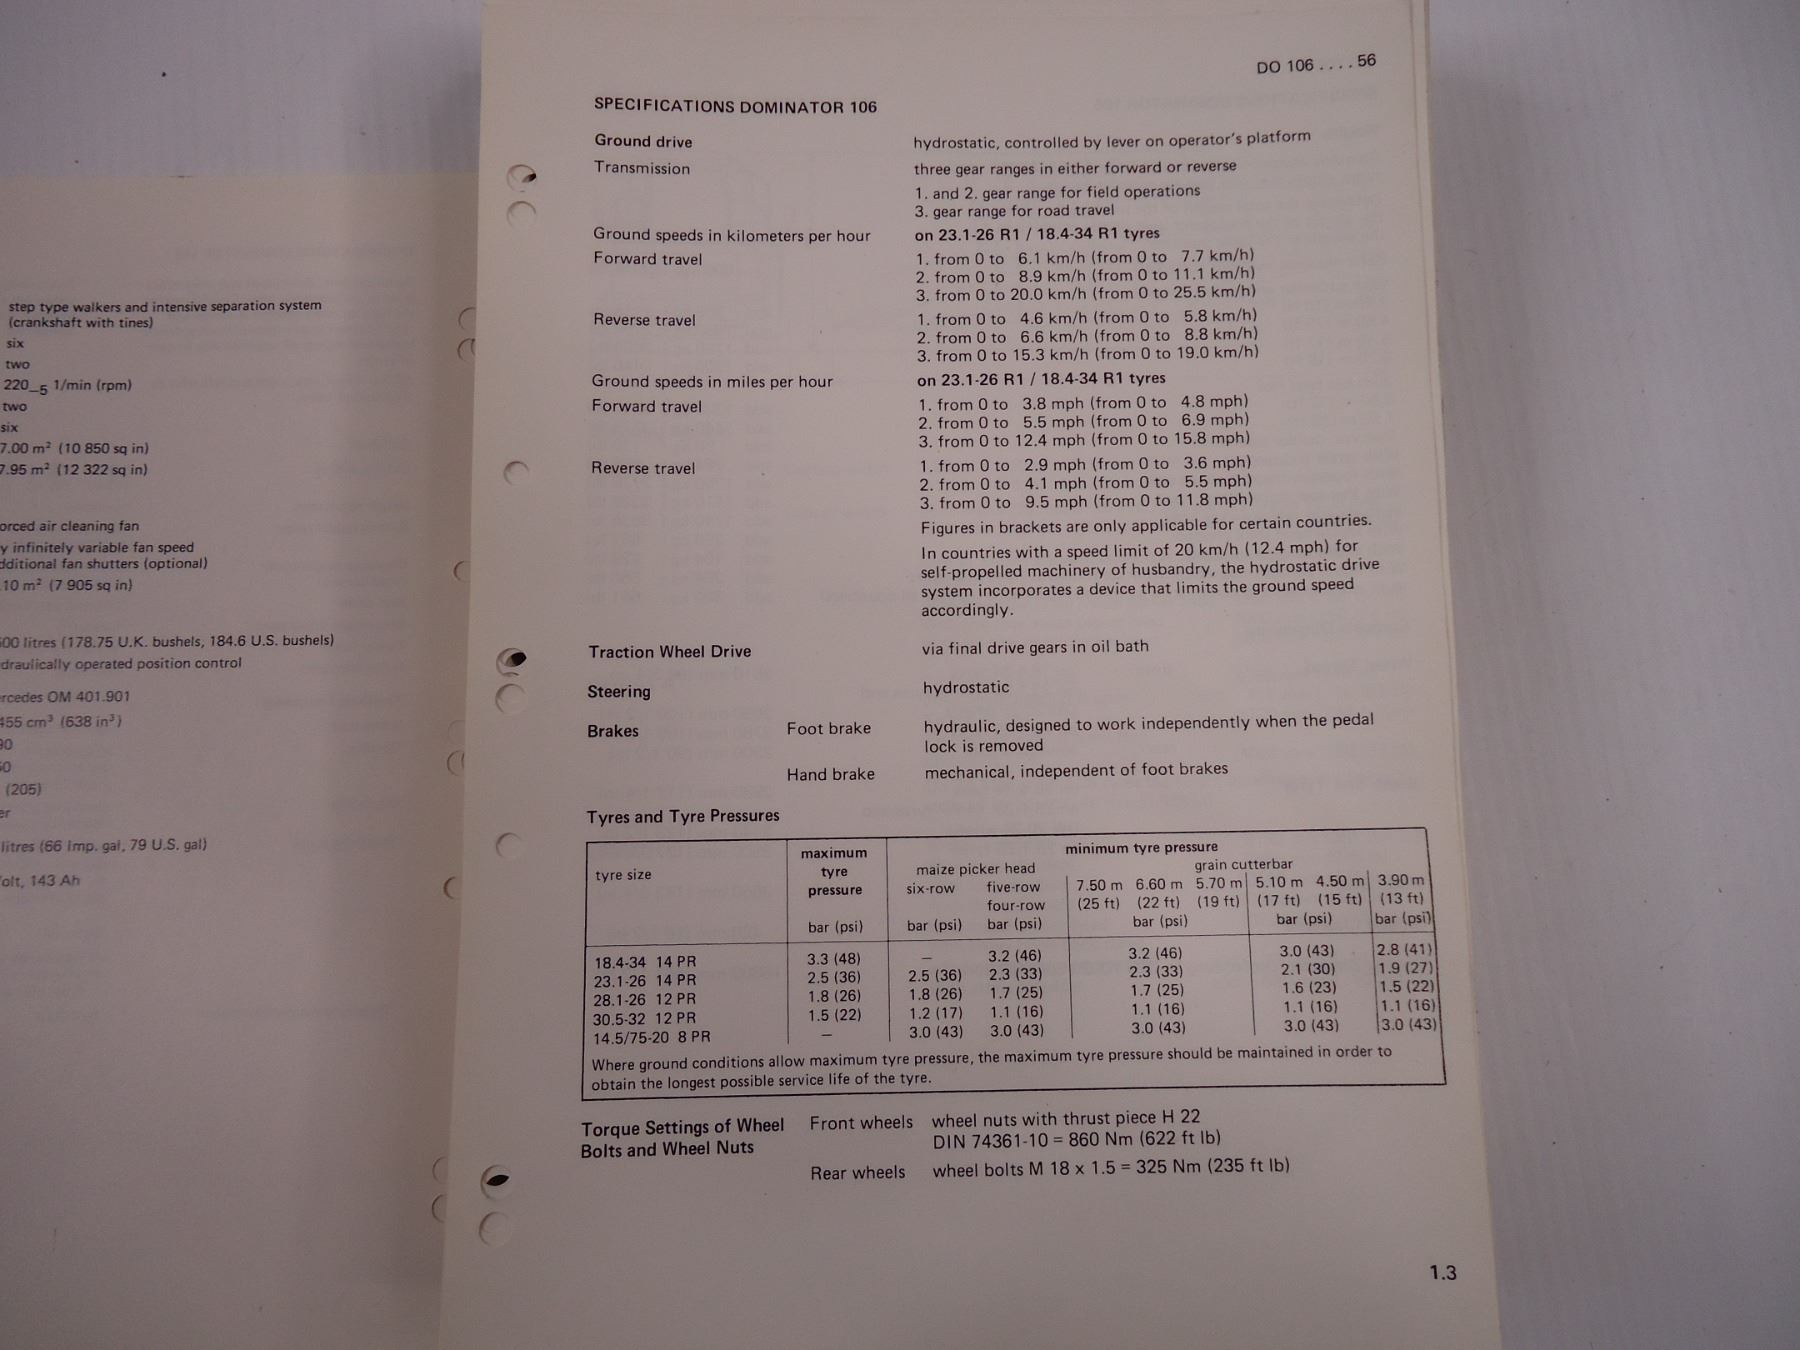 step type walkers and intensive separation system
(crankshaft with tines)
six
two
220₋₅ 1/min (rpm)
two
six
7.00 m² (10 850 sq in)
7.95 m² (12 322 sq in)
air cleaning fan
infinitely variable fan speed
fan shutters (optional)
10 m² (7 905 sq in)
litres (178.75 U.K. bushels, 184.6 U.S. bushels)
operated position control
OM 401.901
cm³ (638 in³)
(205)
litres (66 Imp. gal, 79 U.S. gal)
143 Ah
DO 106 .... 56
SPECIFICATIONS DOMINATOR 106
Ground drive hydrostatic, controlled by lever on operator's platform
Transmission three gear ranges in either forward or reverse
1. and 2. gear range for field operations
3. gear range for road travel
Ground speeds in kilometers per hour on 23.1-26 R1 / 18.4-34 R1 tyres
Forward travel 1. from 0 to 6.1 km/h (from 0 to 7.7 km/h)
2. from 0 to 8.9 km/h (from 0 to 11.1 km/h)
3. from 0 to 20.0 km/h (from 0 to 25.5 km/h)
Reverse travel 1. from 0 to 4.6 km/h (from 0 to 5.8 km/h)
2. from 0 to 6.6 km/h (from 0 to 8.8 km/h)
3. from 0 to 15.3 km/h (from 0 to 19.0 km/h)
Ground speeds in miles per hour on 23.1-26 R1 / 18.4-34 R1 tyres
Forward travel 1. from 0 to 3.8 mph (from 0 to 4.8 mph)
2. from 0 to 5.5 mph (from 0 to 6.9 mph)
3. from 0 to 12.4 mph (from 0 to 15.8 mph)
Reverse travel 1. from 0 to 2.9 mph (from 0 to 3.6 mph)
2. from 0 to 4.1 mph (from 0 to 5.5 mph)
3. from 0 to 9.5 mph (from 0 to 11.8 mph)
Figures in brackets are only applicable for certain countries.
In countries with a speed limit of 20 km/h (12.4 mph) for
self-propelled machinery of husbandry, the hydrostatic drive
system incorporates a device that limits the ground speed
accordingly.
Traction Wheel Drive via final drive gears in oil bath
Steering hydrostatic
Brakes Foot brake hydraulic, designed to work independently when the pedal
lock is removed
Hand brake mechanical, independent of foot brakes
Tyres and Tyre Pressures
maximum minimum tyre pressure
tyre size tyre maize picker head grain cutterbar
pressure six-row five-row 7.50 m 6.60 m 5.70 m 5.10 m 4.50 m 3.90 m
four-row (25 ft) (22 ft) (19 ft) (17 ft) (15 ft) (13 ft)
bar (psi) bar (psi) bar (psi) bar (psi) bar (psi) bar (psi)
18.4-34 14 PR 3.3 (48) – 3.2 (46) 3.2 (46) 3.0 (43) 2.8 (41)
23.1-26 14 PR 2.5 (36) 2.5 (36) 2.3 (33) 2.3 (33) 2.1 (30) 1.9 (27)
28.1-26 12 PR 1.8 (26) 1.8 (26) 1.7 (25) 1.7 (25) 1.6 (23) 1.5 (22)
30.5-32 12 PR 1.5 (22) 1.2 (17) 1.1 (16) 1.1 (16) 1.1 (16) 1.1 (16)
14.5/75-20 8 PR – 3.0 (43) 3.0 (43) 3.0 (43) 3.0 (43) 3.0 (43)
Where ground conditions allow maximum tyre pressure, the maximum tyre pressure should be maintained in order to
obtain the longest possible service life of the tyre.
Torque Settings of Wheel Front wheels wheel nuts with thrust piece H 22
Bolts and Wheel Nuts DIN 74361-10 = 860 Nm (622 ft lb)
Rear wheels wheel bolts M 18 x 1.5 = 325 Nm (235 ft lb)
1.3